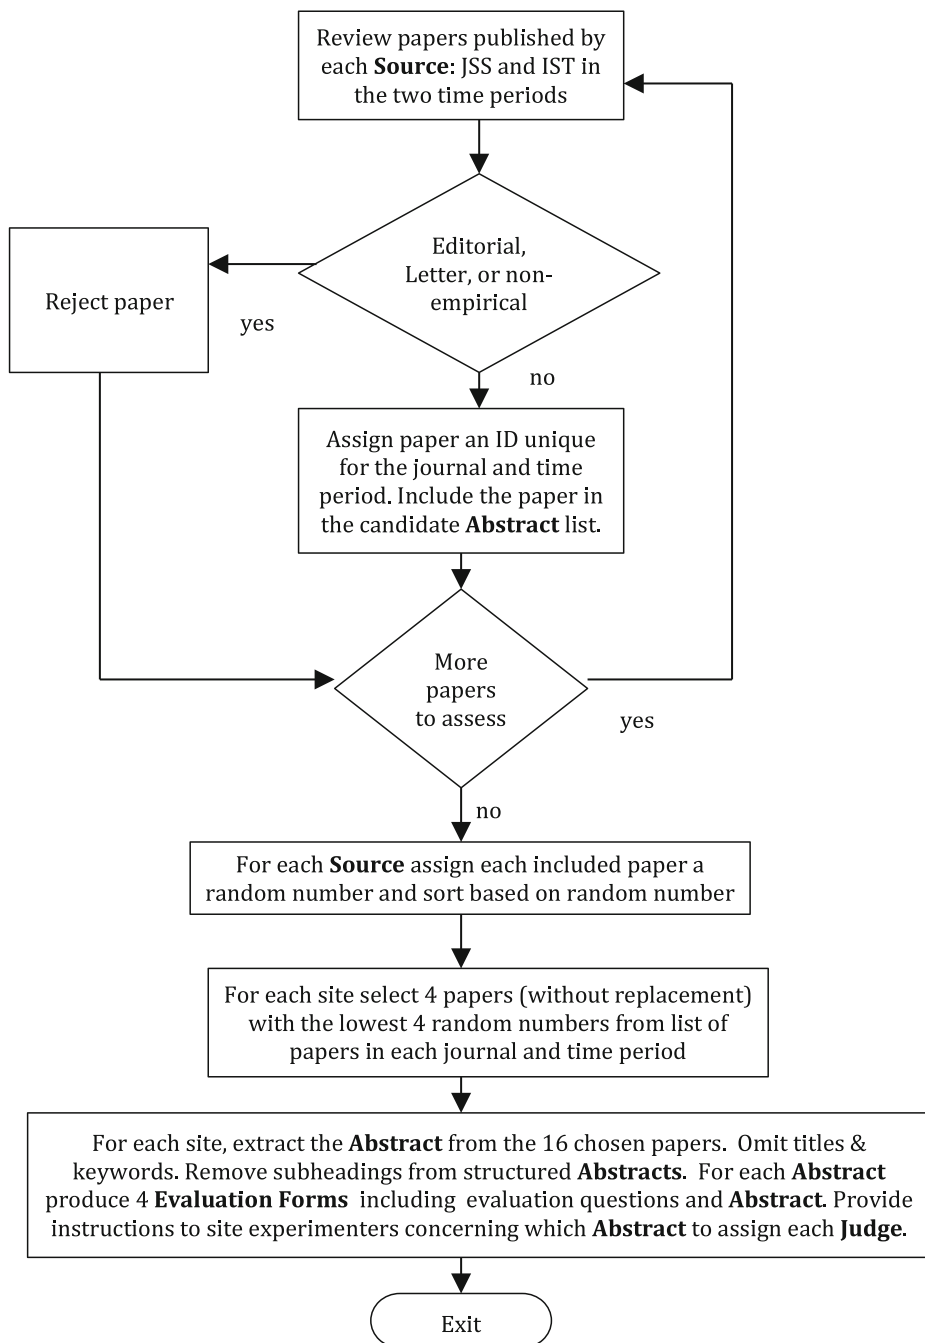 Review papers published by
each Source: JSS and IST in
the two time periods
Editorial,
Letter, or non-
empirical
Reject paper
yes
no
Assign paper an ID unique
for the journal and time
period. Include the paper in
the candidate Abstract list.
More
papers
to assess
yes
no
For each Source assign each included paper a
random number and sort based on random number
For each site select 4 papers (without replacement)
with the lowest 4 random numbers from list of
papers in each journal and time period
For each site, extract the Abstract from the 16 chosen papers. Omit titles &
keywords. Remove subheadings from structured Abstracts. For each Abstract
produce 4 Evaluation Forms including evaluation questions and Abstract. Provide
instructions to site experimenters concerning which Abstract to assign each Judge.
Exit